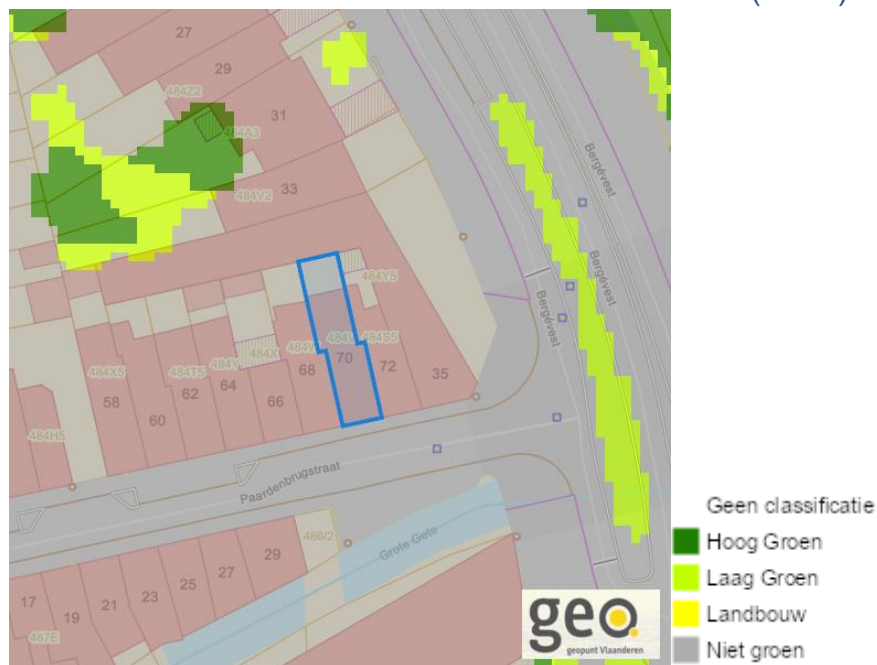 27
29
484Z2
484A3
31
Bergévest
33
484V2
484Y5
Bergévest
Bergévest
484S5
70
72
68
35
484X
484Y
64
484T5
62
66
484X5
58
60
484H5
Paardenbrugstraat
486/2
Grote Gete
29
27
25
23
21
19
17
487E
geo
geopunt Vlaanderen
Geen classificatie
Hoog Groen
Laag Groen
Landbouw
Niet groen